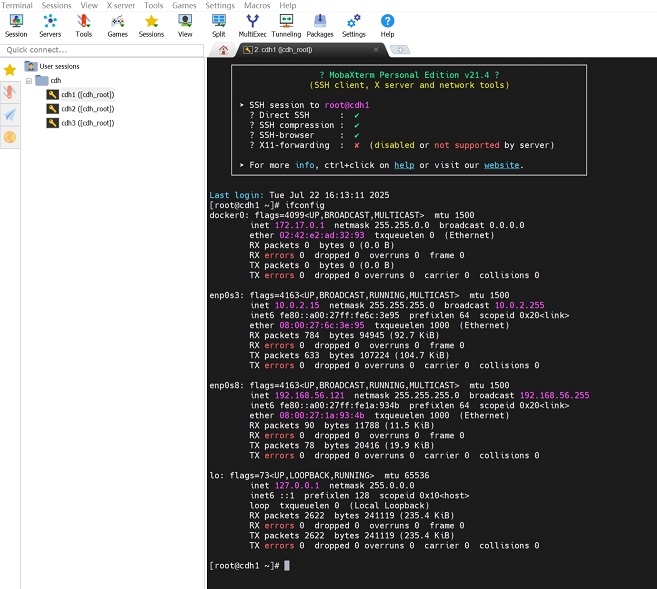 Terminal Sessions View X server Tools Games Settings Macros Help
Session Servers Tools Games Sessions View Split MultiExec Tunneling Packages Settings Help
Quick connect...
2. cdh1 ([cdh_root])
User sessions
cdh
cdh1 ([cdh_root])
cdh2 ([cdh_root])
cdh3 ([cdh_root])
? MobaXterm Personal Edition v21.4 ?
(SSH client, X server and network tools)
➤ SSH session to root@cdh1
? Direct SSH : ✔
? SSH compression : ✔
? SSH-browser : ✔
? X11-forwarding : ✘ (disabled or not supported by server)
➤ For more info, ctrl+click on help or visit our website.
Last login: Tue Jul 22 16:13:11 2025
[root@cdh1 ~]# ifconfig
docker0: flags=4099<UP,BROADCAST,MULTICAST> mtu 1500
inet 172.17.0.1 netmask 255.255.0.0 broadcast 0.0.0.0
ether 02:42:e2:ad:32:93 txqueuelen 0 (Ethernet)
RX packets 0 bytes 0 (0.0 B)
RX errors 0 dropped 0 overruns 0 frame 0
TX packets 0 bytes 0 (0.0 B)
TX errors 0 dropped 0 overruns 0 carrier 0 collisions 0
enp0s3: flags=4163<UP,BROADCAST,RUNNING,MULTICAST> mtu 1500
inet 10.0.2.15 netmask 255.255.255.0 broadcast 10.0.2.255
inet6 fe80::a00:27ff:fe6c:3e95 prefixlen 64 scopeid 0x20<link>
ether 08:00:27:6c:3e:95 txqueuelen 1000 (Ethernet)
RX packets 784 bytes 94945 (92.7 KiB)
RX errors 0 dropped 0 overruns 0 frame 0
TX packets 633 bytes 107224 (104.7 KiB)
TX errors 0 dropped 0 overruns 0 carrier 0 collisions 0
enp0s8: flags=4163<UP,BROADCAST,RUNNING,MULTICAST> mtu 1500
inet 192.168.56.121 netmask 255.255.255.0 broadcast 192.168.56.255
inet6 fe80::a00:27ff:fe1a:934b prefixlen 64 scopeid 0x20<link>
ether 08:00:27:1a:93:4b txqueuelen 1000 (Ethernet)
RX packets 90 bytes 11788 (11.5 KiB)
RX errors 0 dropped 0 overruns 0 frame 0
TX packets 78 bytes 20416 (19.9 KiB)
TX errors 0 dropped 0 overruns 0 carrier 0 collisions 0
lo: flags=73<UP,LOOPBACK,RUNNING> mtu 65536
inet 127.0.0.1 netmask 255.0.0.0
inet6 ::1 prefixlen 128 scopeid 0x10<host>
loop txqueuelen 0 (Local Loopback)
RX packets 2622 bytes 241119 (235.4 KiB)
RX errors 0 dropped 0 overruns 0 frame 0
TX packets 2622 bytes 241119 (235.4 KiB)
TX errors 0 dropped 0 overruns 0 carrier 0 collisions 0
[root@cdh1 ~]#